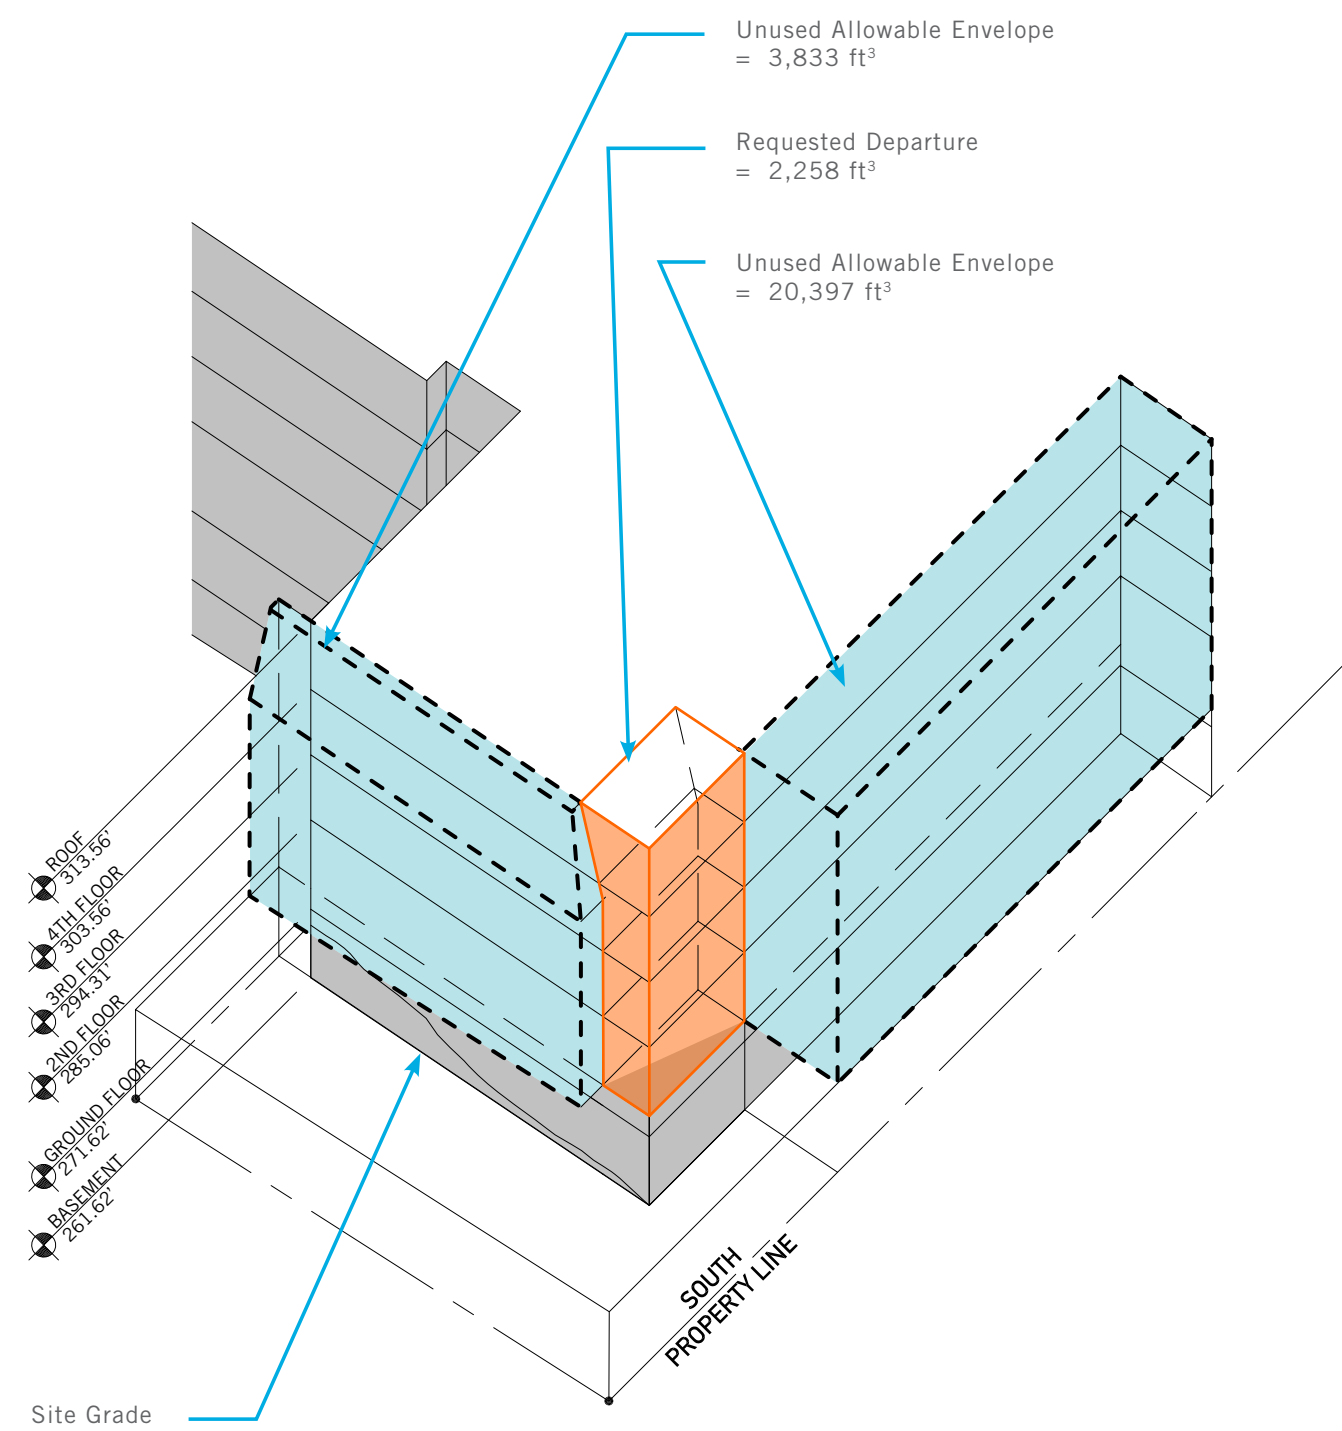 Unused Allowable Envelope
= 3,833 ft³
Requested Departure
= 2,258 ft³
Unused Allowable Envelope
= 20,397 ft³
ROOF
313.56'
4TH FLOOR
303.56'
3RD FLOOR
294.31'
2ND FLOOR
285.06'
GROUND FLOOR
271.62'
BASEMENT
261.62'
SOUTH
PROPERTY LINE
Site Grade